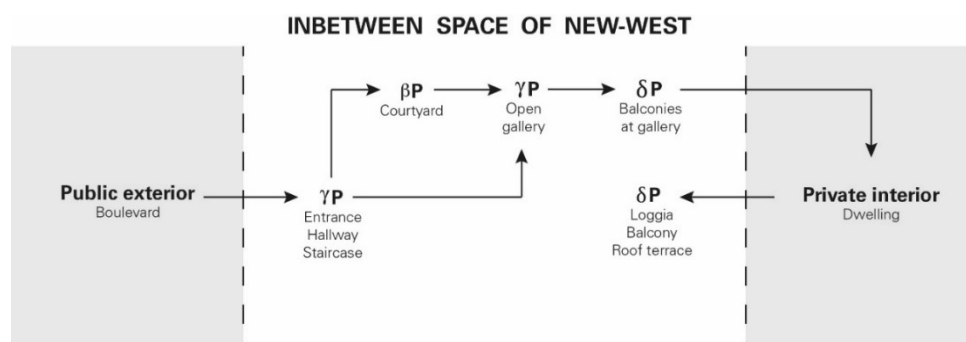 INBETWEEN SPACE OF NEW-WEST
βP
Courtyard
γP
Open
gallery
δP
Balconies
at gallery
Public exterior
Boulevard
γP
Entrance
Hallway
Staircase
δP
Loggia
Balcony
Roof terrace
Private interior
Dwelling